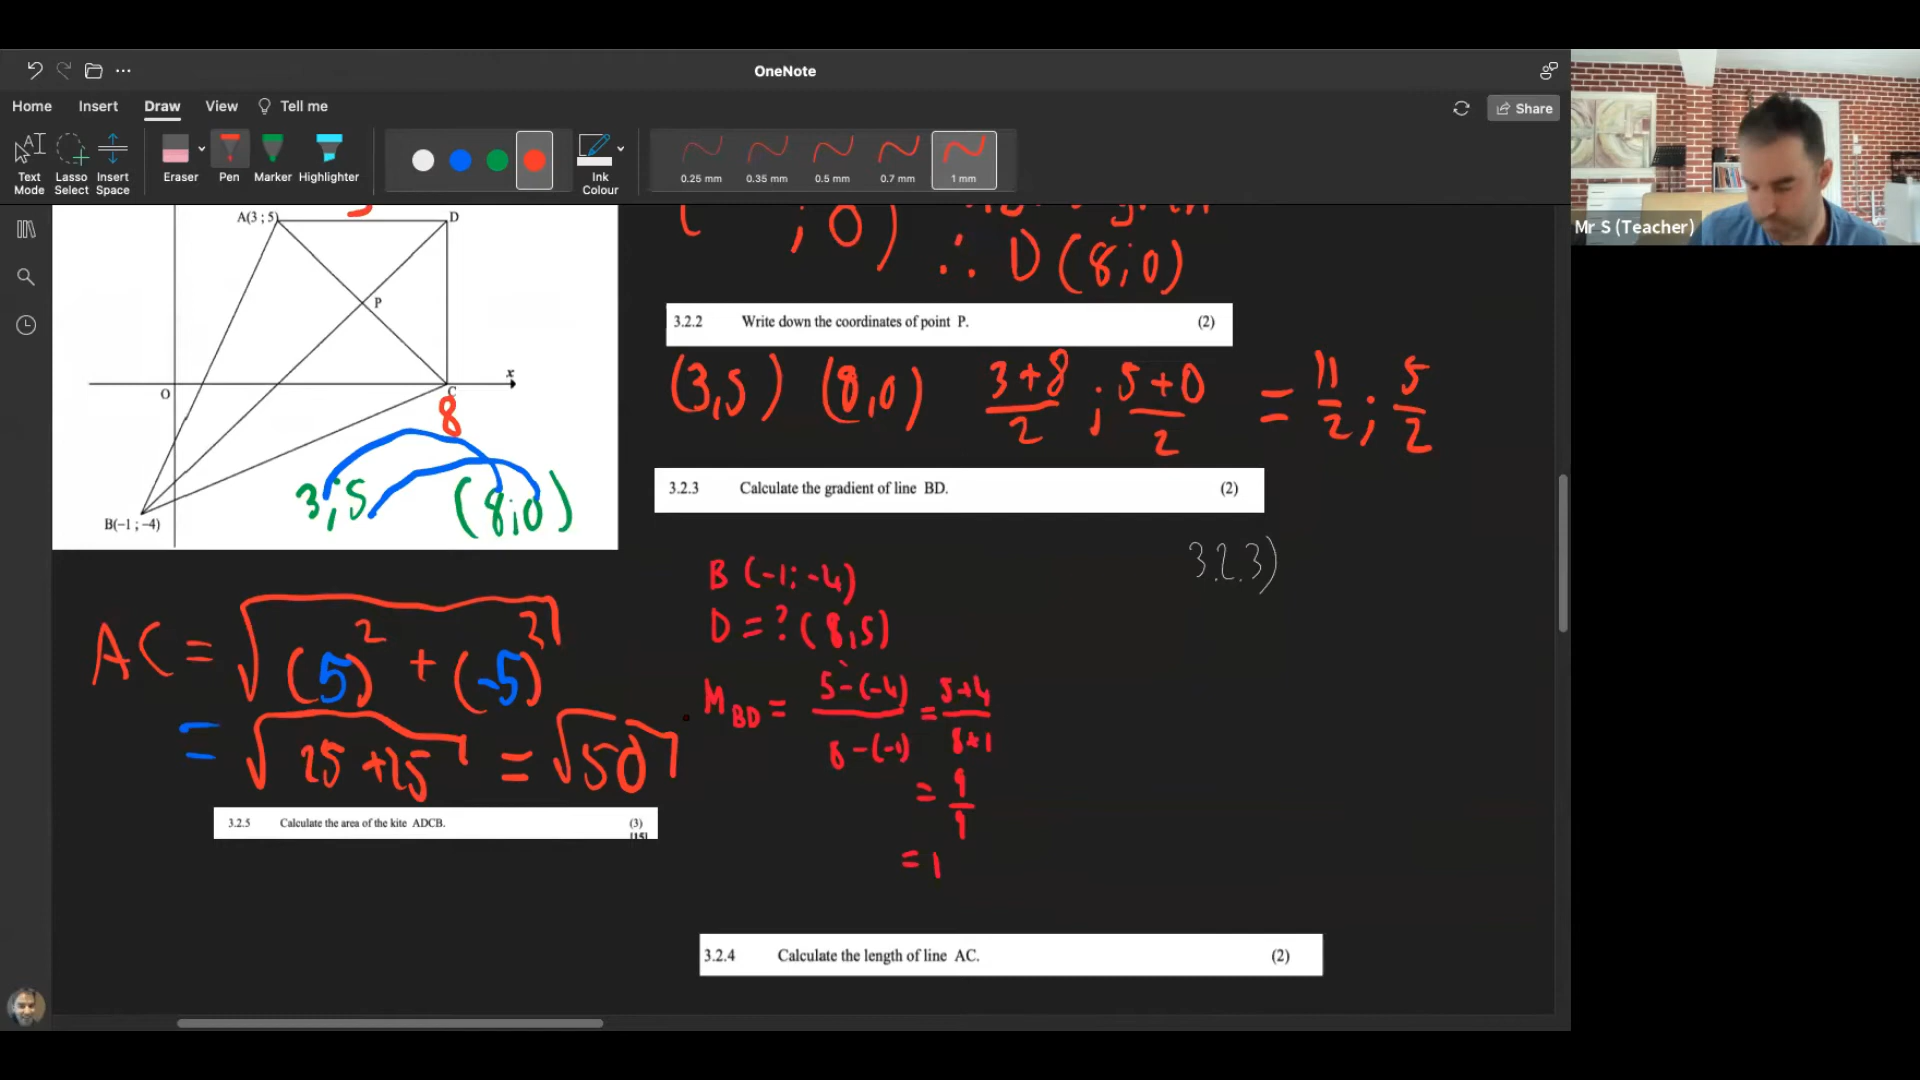 OneNote
Home Insert Draw View Tell me
Share
Text Mode
Lasso Select
Insert Space
Eraser
Pen
Marker
Highlighter
Ink Colour
0.25 mm
0.35 mm
0.5 mm
0.7 mm
1 mm
Mr S (Teacher)
A(3 ; 5)
D
P
x
O
C
8
B(−1 ; −4)
3;5 (8;0)
( ;0)
∴ D(8;0)
3.2.2 Write down the coordinates of point P. (2)
(3,5) (8,0) 3+8/2 ; 5+0/2 = 11/2 ; 5/2
3.2.3 Calculate the gradient of line BD. (2)
3.2.3)
B (-1; -4)
D = ? (8,5)
M_BD = 5-(-4)/8-(-1) = 5+4/8+1
= 9/9
= 1
AC = √(5)² + (-5)²
= √25+25 = √50
3.2.5 Calculate the area of the kite ADCB. (3)
[15]
3.2.4 Calculate the length of line AC. (2)